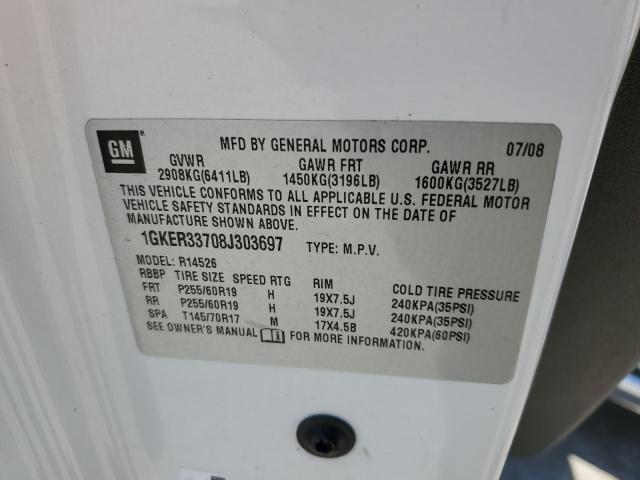 GM
MFD BY GENERAL MOTORS CORP. 07/08
GVWR GAWR FRT GAWR RR
2908KG(6411LB) 1450KG(3196LB) 1600KG(3527LB)
THIS VEHICLE CONFORMS TO ALL APPLICABLE U.S. FEDERAL MOTOR
VEHICLE SAFETY STANDARDS IN EFFECT ON THE DATE OF
MANUFACTURE SHOWN ABOVE.
1GKER33708J303697 TYPE: M.P.V.
MODEL: R14526
RBBP TIRE SIZE SPEED RTG RIM COLD TIRE PRESSURE
FRT P255/60R19 H 19X7.5J 240KPA(35PSI)
RR P255/60R19 H 19X7.5J 240KPA(35PSI)
SPA T145/70R17 M 17X4.5B 420KPA(60PSI)
SEE OWNER'S MANUAL FOR MORE INFORMATION.